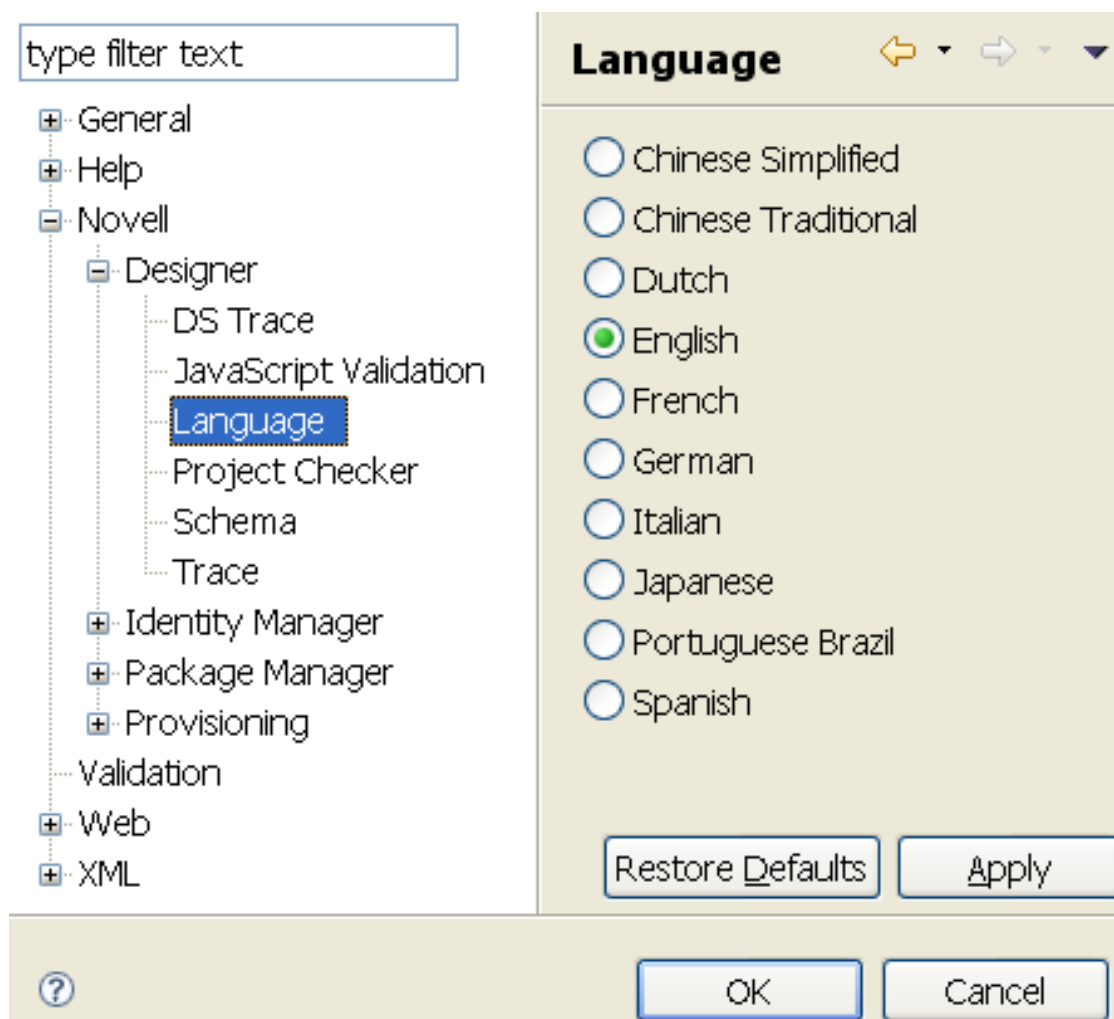 type filter text
General
Help
Novell
Designer
DS Trace
JavaScript Validation
Language
Project Checker
Schema
Trace
Identity Manager
Package Manager
Provisioning
Validation
Web
XML
Language
Chinese Simplified
Chinese Traditional
Dutch
English
French
German
Italian
Japanese
Portuguese Brazil
Spanish
Restore Defaults
Apply
OK
Cancel